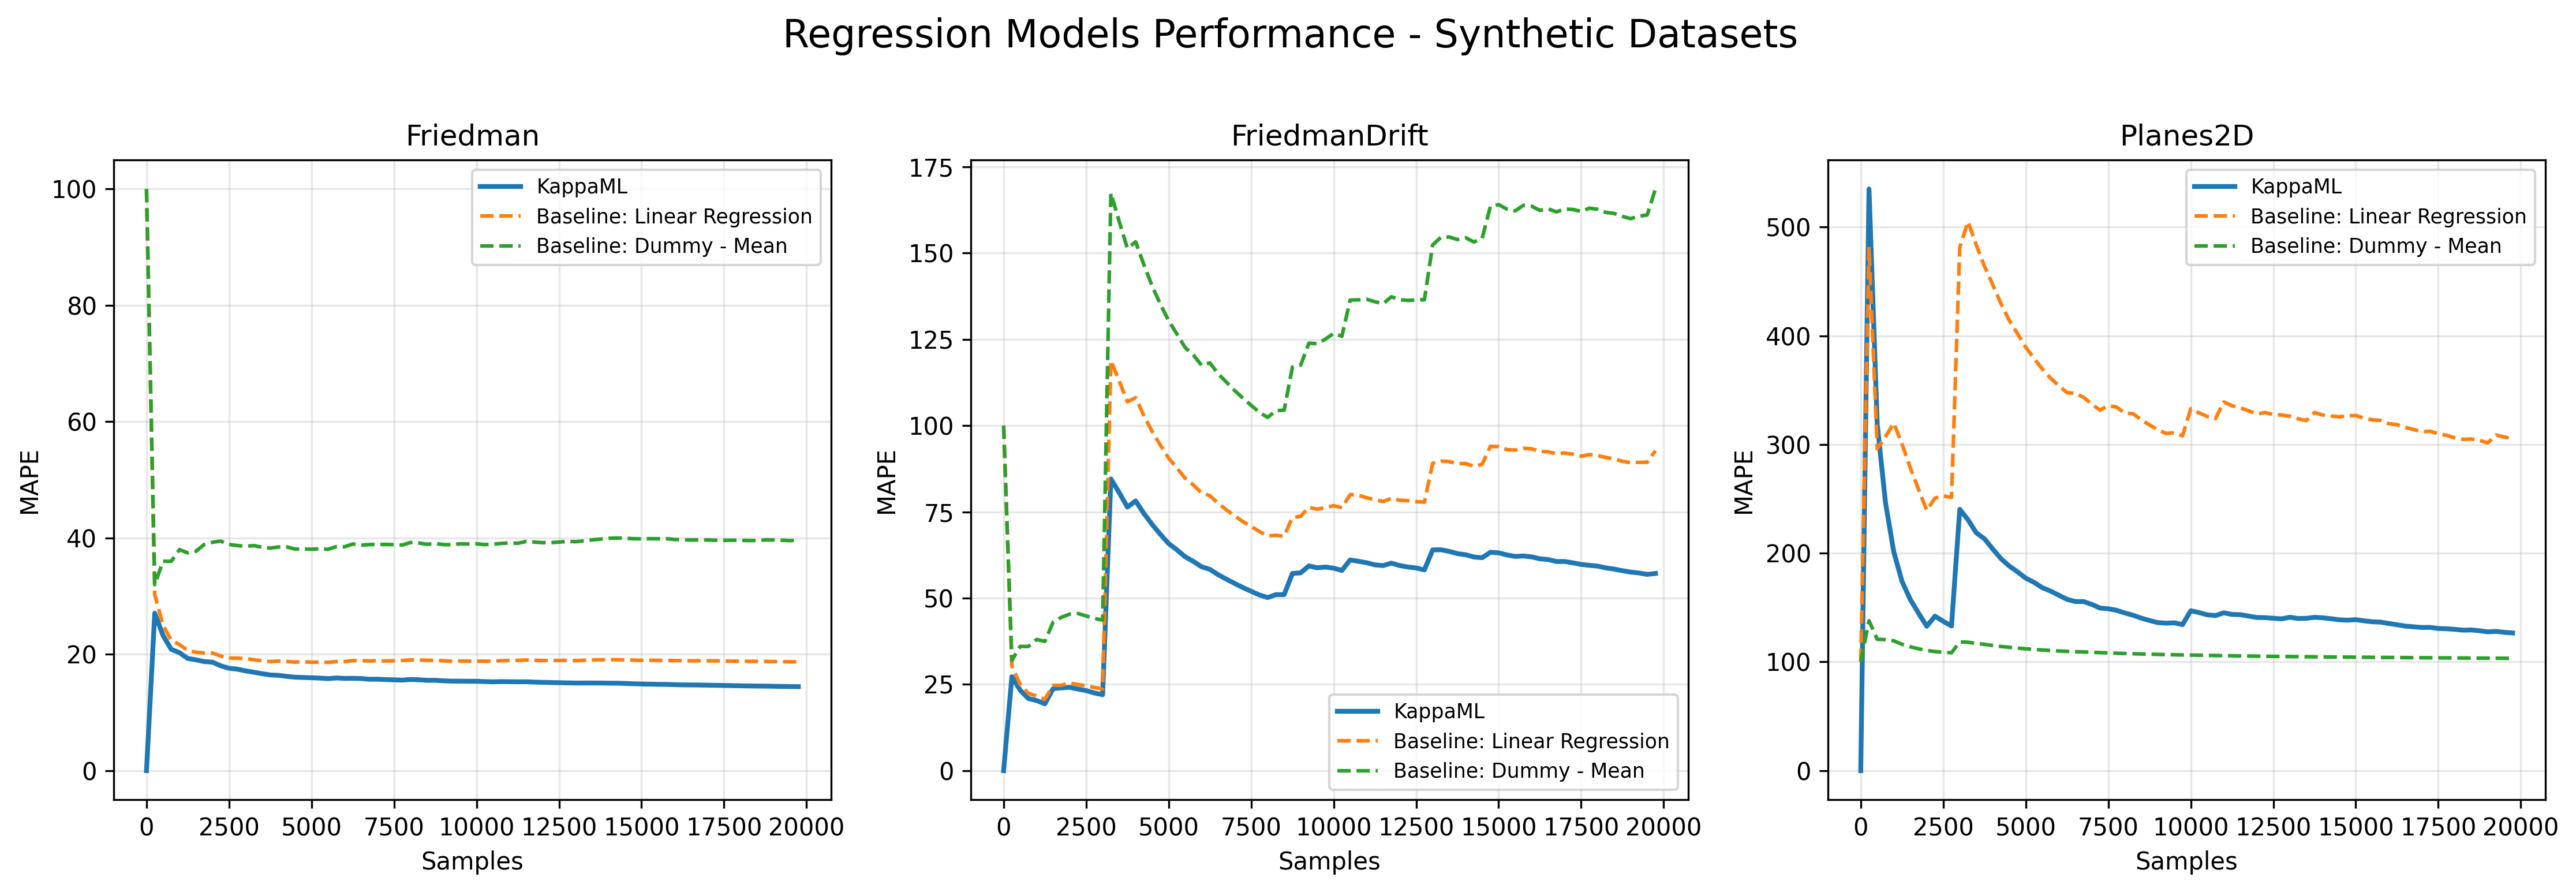 Regression Models Performance - Synthetic Datasets
Friedman
MAPE
100
80
60
40
20
0
KappaML
Baseline: Linear Regression
Baseline: Dummy - Mean
0 2500 5000 7500 10000 12500 15000 17500 20000
Samples
FriedmanDrift
MAPE
175
150
125
100
75
50
25
0
KappaML
Baseline: Linear Regression
Baseline: Dummy - Mean
0 2500 5000 7500 10000 12500 15000 17500 20000
Samples
Planes2D
MAPE
500
400
300
200
100
0
KappaML
Baseline: Linear Regression
Baseline: Dummy - Mean
0 2500 5000 7500 10000 12500 15000 17500 20000
Samples